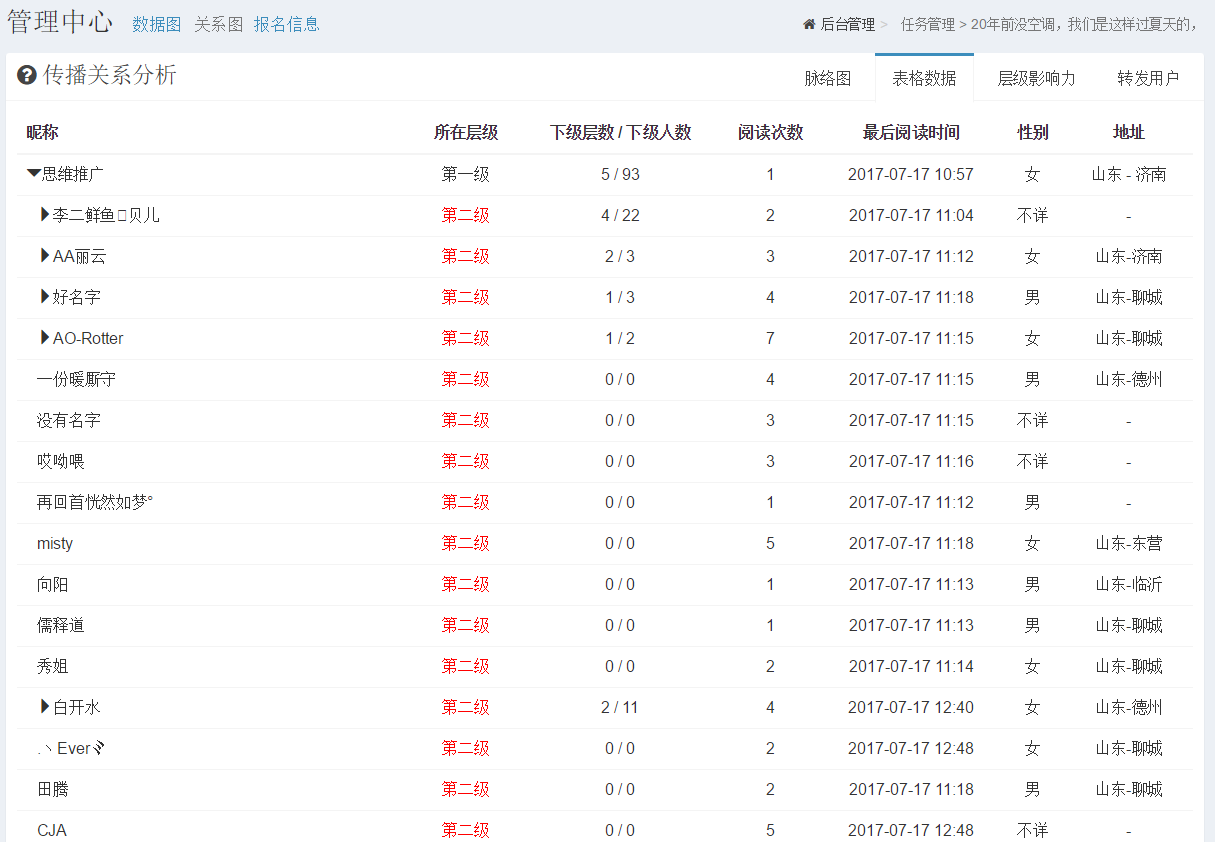 管理中心 数据图 关系图 报名信息 后台管理 > 任务管理 > 20年前没空调，我们是这样过夏天的,
传播关系分析 脉络图 表格数据 层级影响力 转发用户
昵称 所在层级 下级层数 / 下级人数 阅读次数 最后阅读时间 性别 地址
思维推广 第一级 5 / 93 1 2017-07-17 10:57 女 山东 - 济南
李二鲜鱼贝儿 第二级 4 / 22 2 2017-07-17 11:04 不详 -
AA丽云 第二级 2 / 3 3 2017-07-17 11:12 女 山东-济南
好名字 第二级 1 / 3 4 2017-07-17 11:18 男 山东-聊城
AO-Rotter 第二级 1 / 2 7 2017-07-17 11:15 女 山东-聊城
一份暖厮守 第二级 0 / 0 4 2017-07-17 11:15 男 山东-德州
没有名字 第二级 0 / 0 3 2017-07-17 11:15 不详 -
哎呦喂 第二级 0 / 0 3 2017-07-17 11:16 不详 -
再回首恍然如梦° 第二级 0 / 0 1 2017-07-17 11:12 男 -
misty 第二级 0 / 0 5 2017-07-17 11:18 女 山东-东营
向阳 第二级 0 / 0 1 2017-07-17 11:13 男 山东-临沂
儒释道 第二级 0 / 0 1 2017-07-17 11:13 男 山东-聊城
秀姐 第二级 0 / 0 2 2017-07-17 11:14 女 山东-聊城
白开水 第二级 2 / 11 4 2017-07-17 12:40 女 山东-德州
.丶Ever 第二级 0 / 0 2 2017-07-17 12:48 女 山东-聊城
田腾 第二级 0 / 0 2 2017-07-17 11:18 男 山东-聊城
CJA 第二级 0 / 0 5 2017-07-17 12:48 不详 -